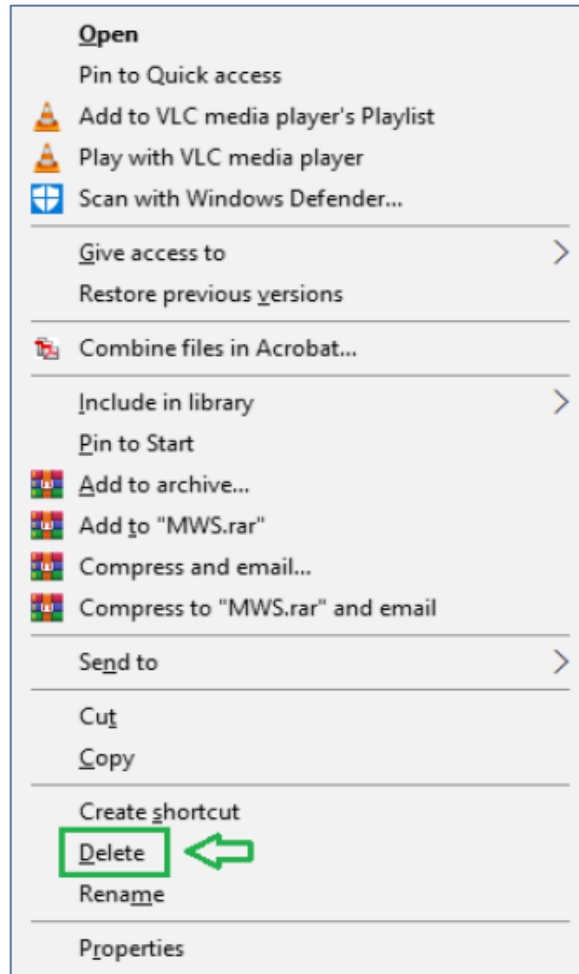 Open
Pin to Quick access
Add to VLC media player's Playlist
Play with VLC media player
Scan with Windows Defender...
Give access to
Restore previous versions
Combine files in Acrobat...
Include in library
Pin to Start
Add to archive...
Add to "MWS.rar"
Compress and email...
Compress to "MWS.rar" and email
Send to
Cut
Copy
Create shortcut
Delete
Rename
Properties